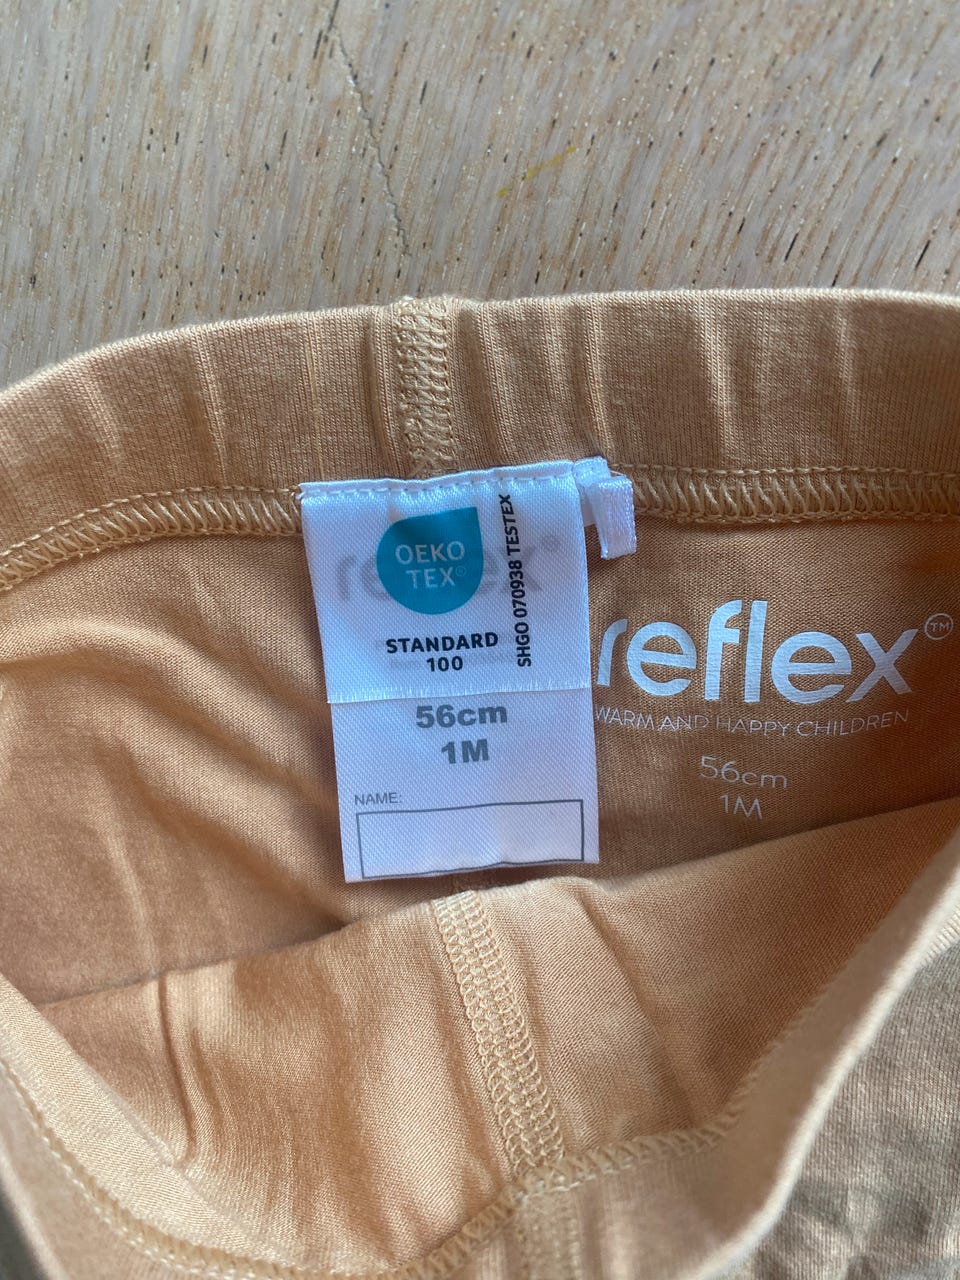 OEKO
TEX®
STANDARD
100
SHGO 070938 TESTEX
56cm
1M
NAME:
reflex™
WARM AND HAPPY CHILDREN
56cm
1M